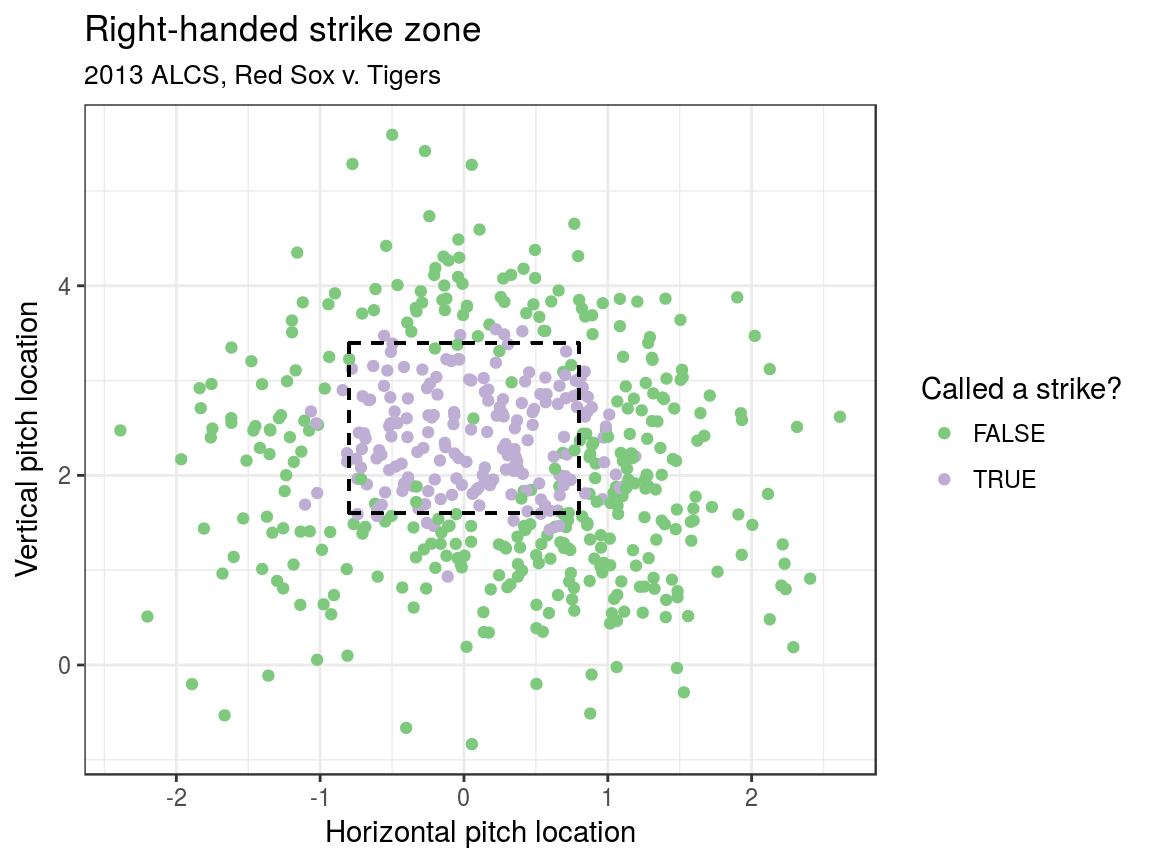 Right-handed strike zone
2013 ALCS, Red Sox v. Tigers
Vertical pitch location
4
2
0
-2
-1
0
1
2
Horizontal pitch location
Called a strike?
FALSE
TRUE